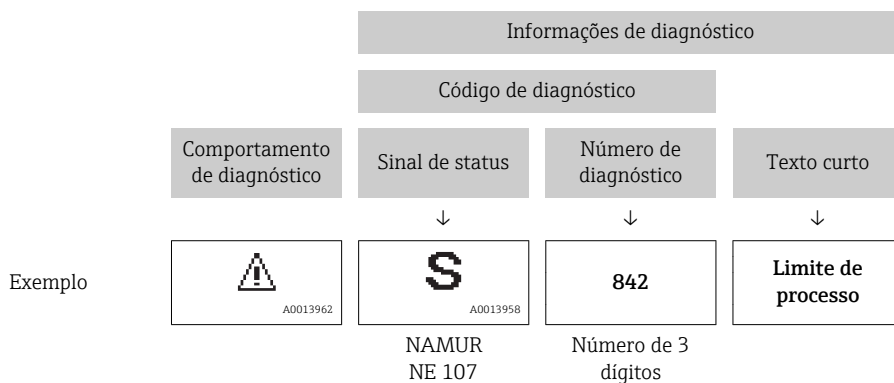 Informações de diagnóstico
Código de diagnóstico
Comportamento
de diagnóstico
Sinal de status
Número de
diagnóstico
Texto curto
↓ ↓ ↓
Exemplo
A0013962
S
A0013958
842
Limite de
processo
NAMUR
NE 107
Número de 3
dígitos